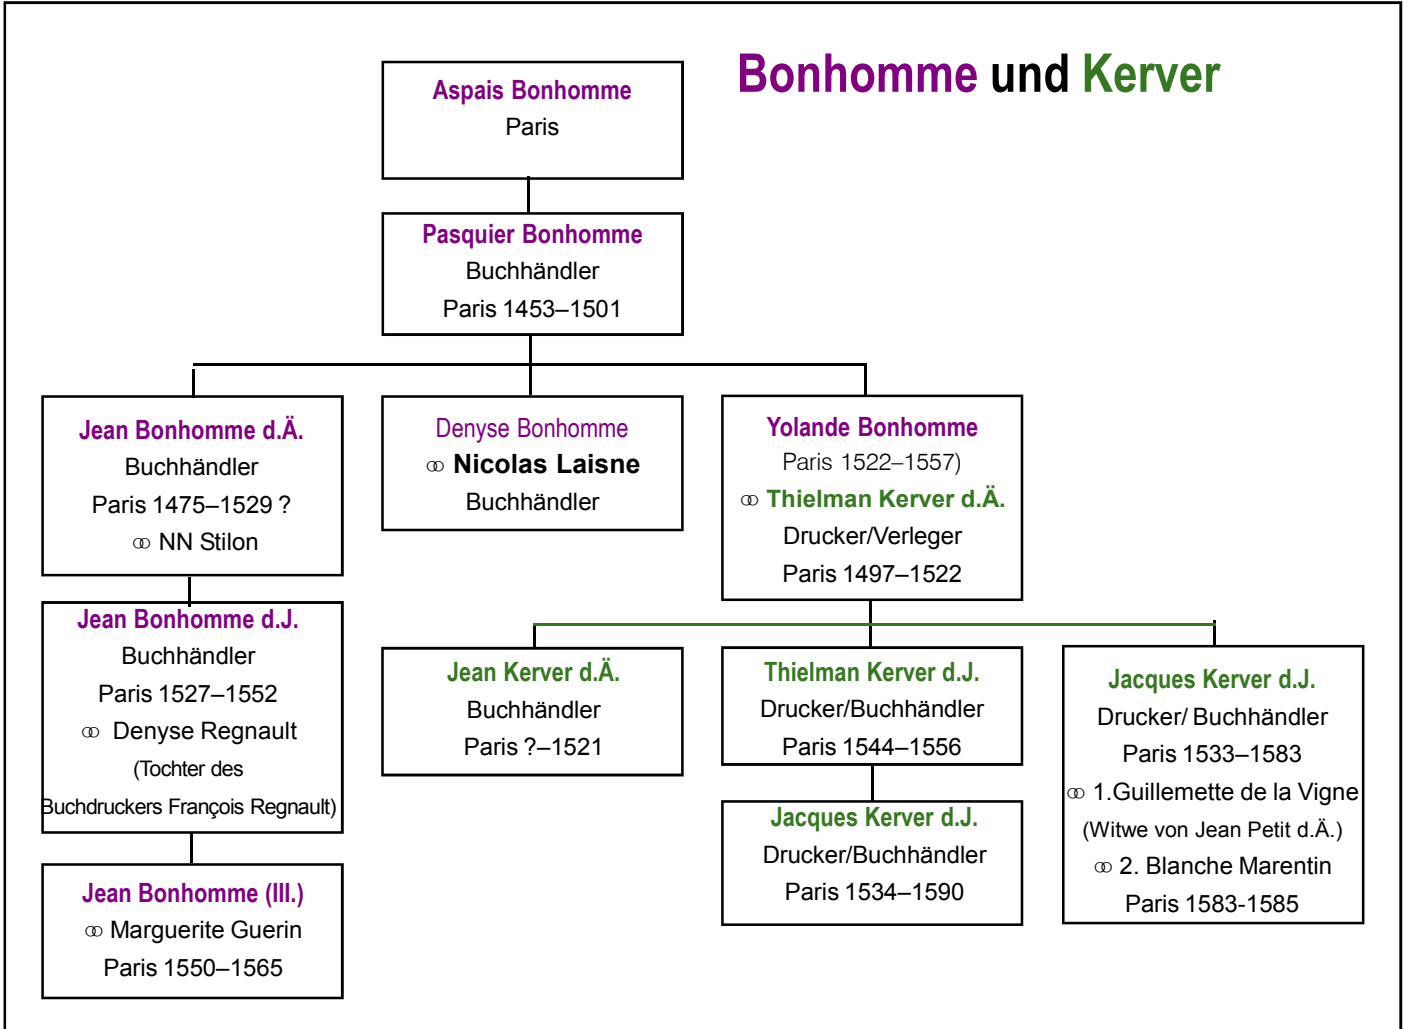 Bonhomme und Kerver
Aspais Bonhomme
Paris
Pasquier Bonhomme
Buchhändler
Paris 1453–1501
Jean Bonhomme d.Ä.
Buchhändler
Paris 1475–1529 ?
⚭ NN Stilon
Denyse Bonhomme
⚭ Nicolas Laisne
Buchhändler
Yolande Bonhomme
Paris 1522–1557)
⚭ Thielman Kerver d.Ä.
Drucker/Verleger
Paris 1497–1522
Jean Bonhomme d.J.
Buchhändler
Paris 1527–1552
⚭ Denyse Regnault
(Tochter des
Buchdruckers François Regnault)
Jean Kerver d.Ä.
Buchhändler
Paris ?–1521
Thielman Kerver d.J.
Drucker/Buchhändler
Paris 1544–1556
Jacques Kerver d.J.
Drucker/ Buchhändler
Paris 1533–1583
⚭ 1.Guillemette de la Vigne
(Witwe von Jean Petit d.Ä.)
⚭ 2. Blanche Marentin
Paris 1583-1585
Jacques Kerver d.J.
Drucker/Buchhändler
Paris 1534–1590
Jean Bonhomme (III.)
⚭ Marguerite Guerin
Paris 1550–1565